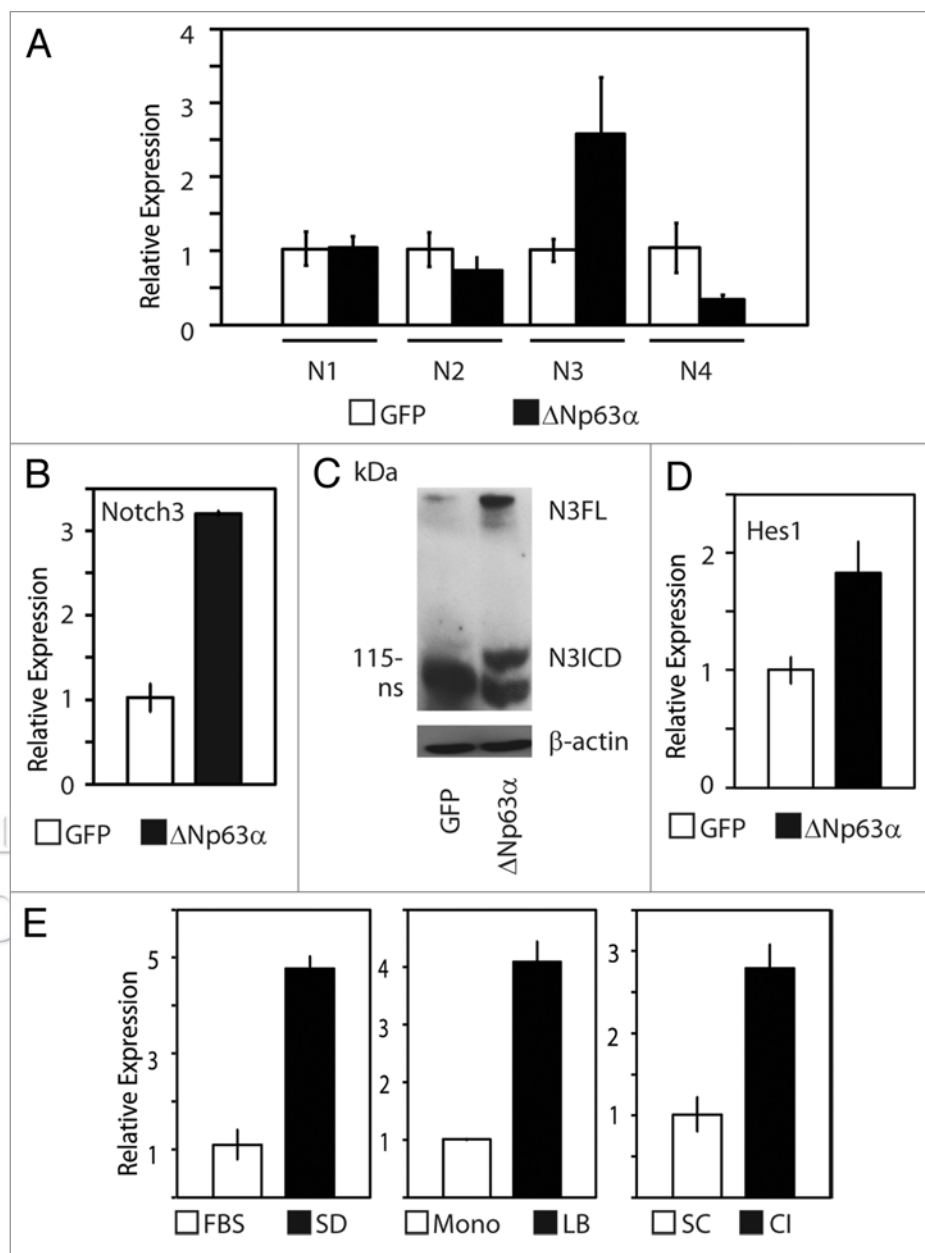 A
Relative Expression
4
3
2
1
0
N1 N2 N3 N4
GFP ΔNp63α
B
Notch3
Relative Expression
3
2
1
0
GFP ΔNp63α
C kDa
N3FL
N3ICD
115-
ns
β-actin
GFP
ΔNp63α
D
Hes1
Relative Expression
2
1
0
GFP ΔNp63α
E
Relative Expression
5
3
1
FBS SD
4
3
2
1
Mono LB
3
2
1
SC CI